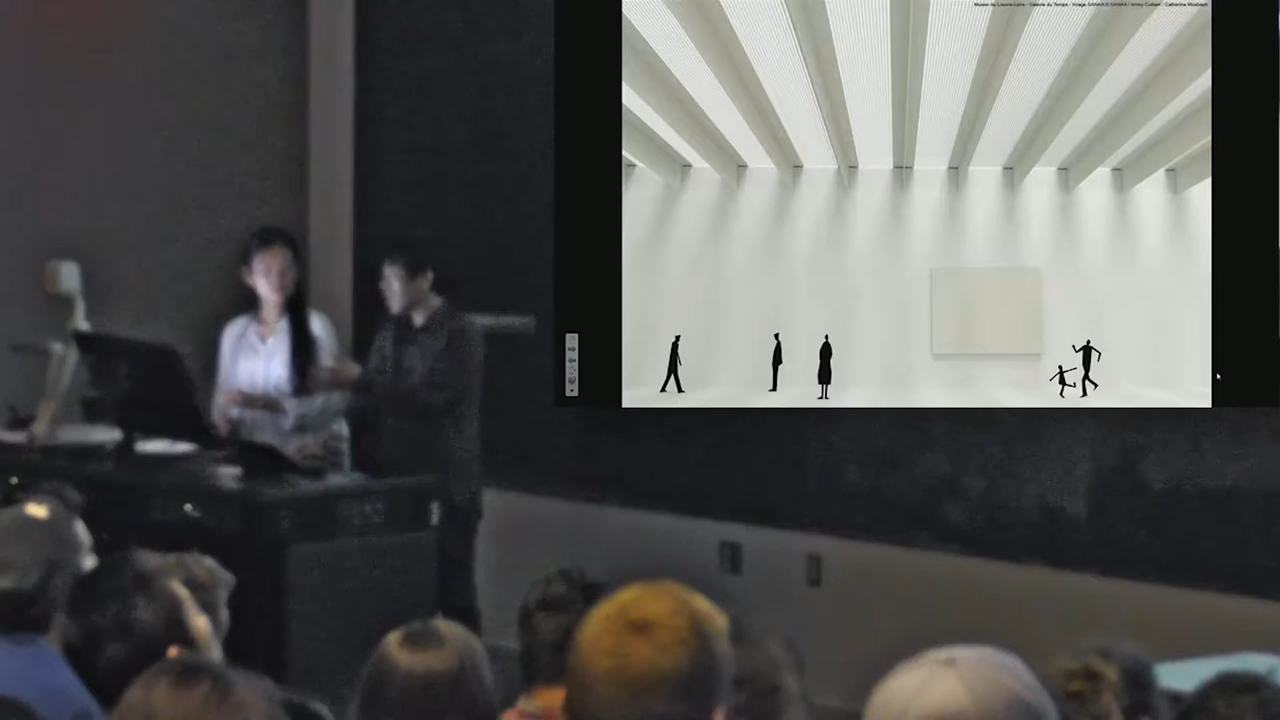 Musée du Louvre-Lens - Galerie du Temps - Image SANAA © SANAA / Imrey Culbert / Catherine Mosbach